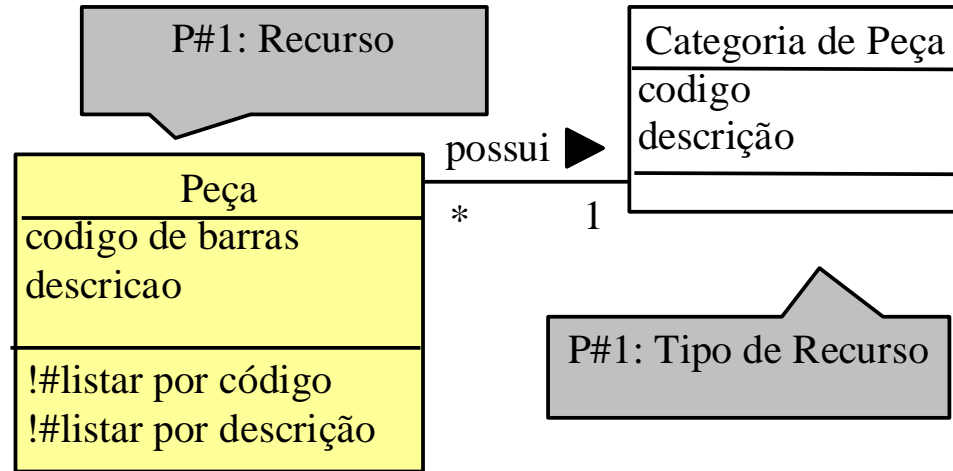 P#1: Recurso
Categoria de Peça
codigo
descrição
possui
Peça
* 1
codigo de barras
descricao
P#1: Tipo de Recurso
!#listar por código
!#listar por descrição